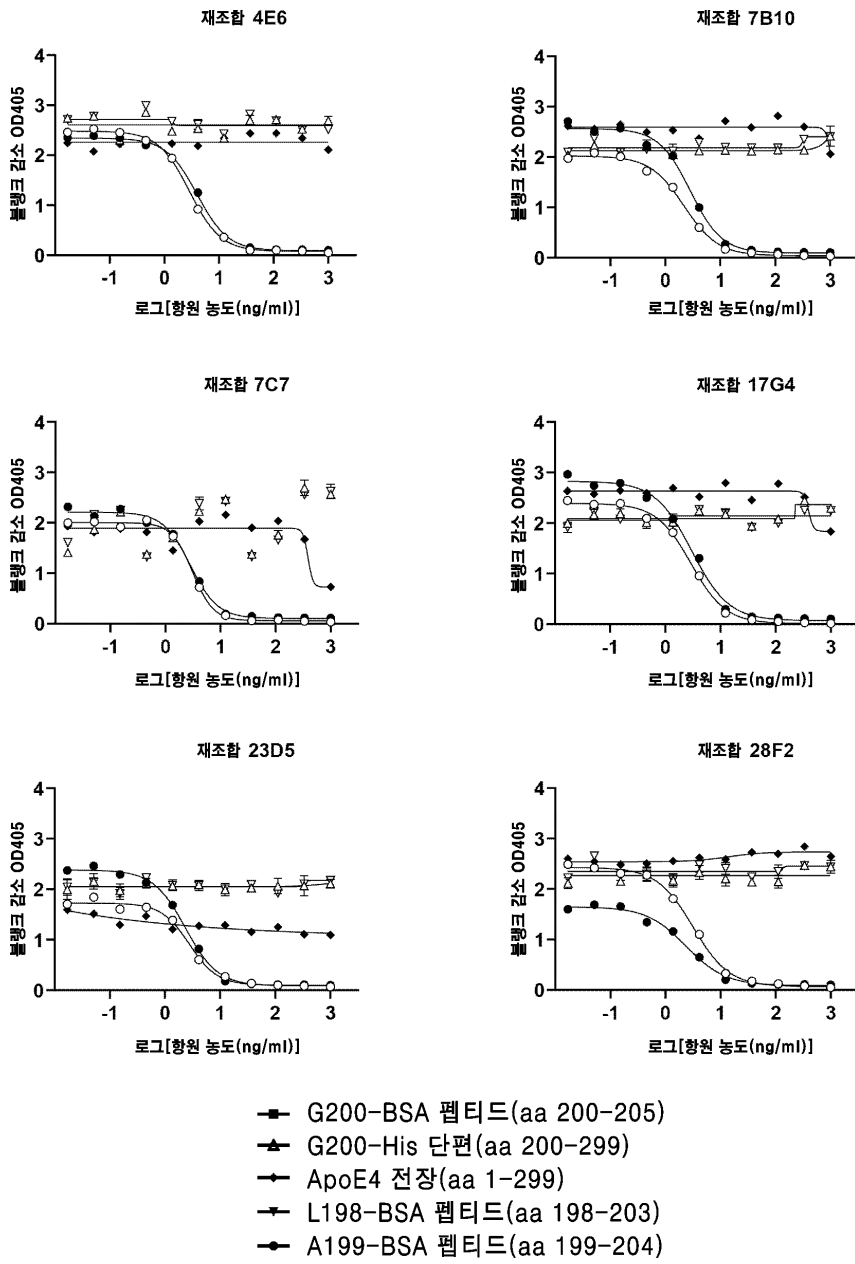 재조합 4E6
블랭크 감소 OD405
4
3
2
1
0
-1 0 1 2 3
로그[항원 농도(ng/ml)]
재조합 7B10
블랭크 감소 OD405
4
3
2
1
0
-1 0 1 2 3
로그[항원 농도(ng/ml)]
재조합 7C7
블랭크 감소 OD405
4
3
2
1
0
-1 0 1 2 3
로그[항원 농도(ng/ml)]
재조합 17G4
블랭크 감소 OD405
4
3
2
1
0
-1 0 1 2 3
로그[항원 농도(ng/ml)]
재조합 23D5
블랭크 감소 OD405
4
3
2
1
0
-1 0 1 2 3
로그[항원 농도(ng/ml)]
재조합 28F2
블랭크 감소 OD405
4
3
2
1
0
-1 0 1 2 3
로그[항원 농도(ng/ml)]
G200-BSA 펩티드(aa 200-205)
G200-His 단편(aa 200-299)
ApoE4 전장(aa 1-299)
L198-BSA 펩티드(aa 198-203)
A199-BSA 펩티드(aa 199-204)